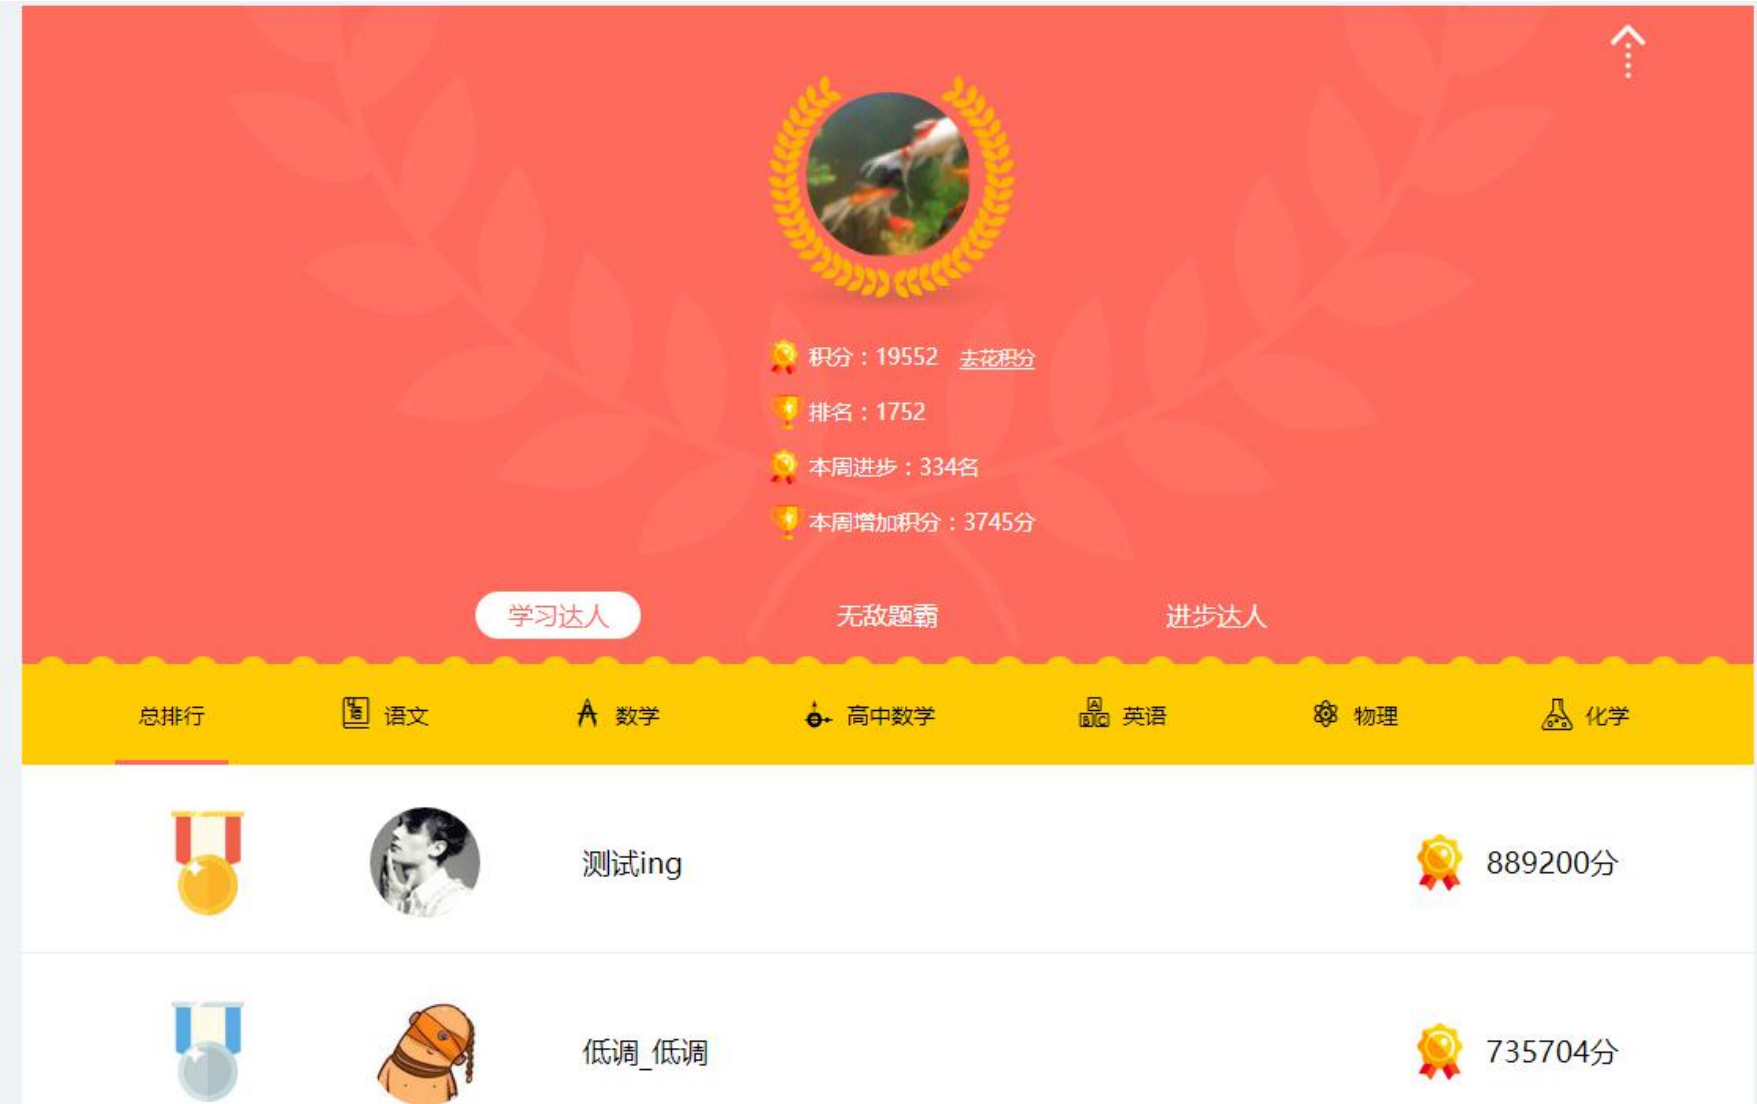 积分：19552 去花积分
排名：1752
本周进步：334名
本周增加积分：3745分
学习达人 无敌题霸 进步达人
总排行 语文 数学 高中数学 英语 物理 化学
测试ing 889200分
低调_低调 735704分